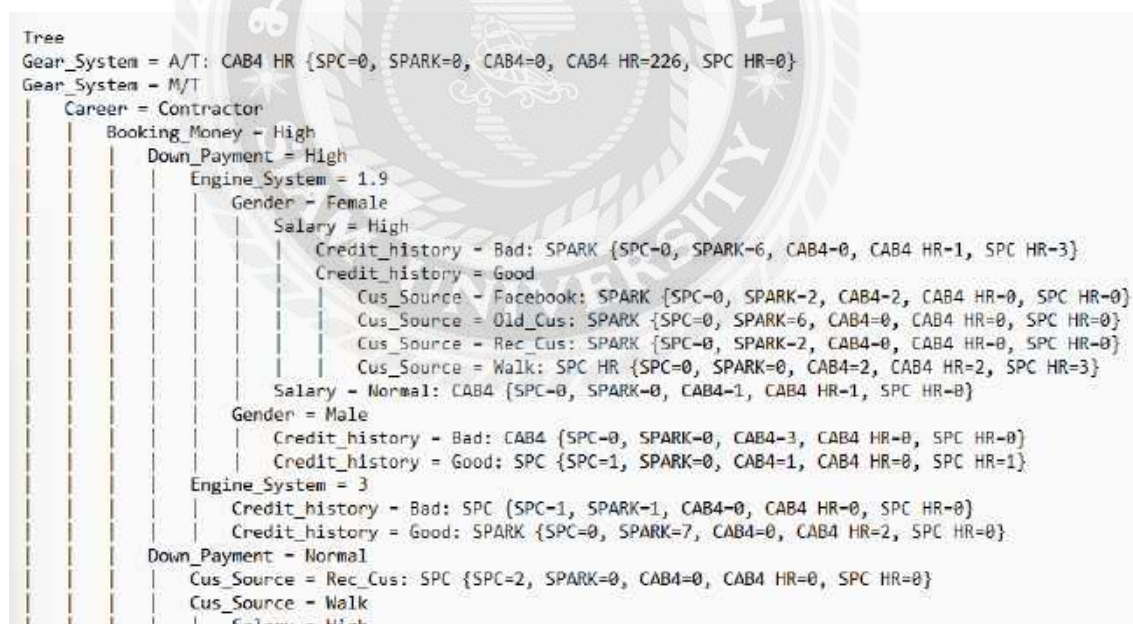 Tree
Gear_System = A/T: CAB4 HR {SPC=0, SPARK=0, CAB4=0, CAB4 HR=226, SPC HR=0}
Gear_System = M/T
| Career = Contractor
| | Booking_Money = High
| | | Down_Payment = High
| | | | Engine_System = 1.9
| | | | | Gender = Female
| | | | | | Salary = High
| | | | | | | Credit_history = Bad: SPARK {SPC=0, SPARK=6, CAB4=0, CAB4 HR=1, SPC HR=3}
| | | | | | | Credit_history = Good
| | | | | | | | Cus_Source = Facebook: SPARK {SPC=0, SPARK=2, CAB4=2, CAB4 HR=0, SPC HR=0}
| | | | | | | | Cus_Source = Old_Cus: SPARK {SPC=0, SPARK=6, CAB4=0, CAB4 HR=0, SPC HR=0}
| | | | | | | | Cus_Source = Rec_Cus: SPARK {SPC=0, SPARK=2, CAB4=0, CAB4 HR=0, SPC HR=0}
| | | | | | | | Cus_Source = Walk: SPC HR {SPC=0, SPARK=0, CAB4=2, CAB4 HR=2, SPC HR=3}
| | | | | | Salary = Normal: CAB4 {SPC=0, SPARK=0, CAB4=1, CAB4 HR=1, SPC HR=0}
| | | | | Gender = Male
| | | | | | Credit_history = Bad: CAB4 {SPC=0, SPARK=0, CAB4=3, CAB4 HR=0, SPC HR=0}
| | | | | | Credit_history = Good: SPC {SPC=1, SPARK=0, CAB4=1, CAB4 HR=0, SPC HR=1}
| | | | Engine_System = 3
| | | | | Credit_history = Bad: SPC {SPC=1, SPARK=1, CAB4=0, CAB4 HR=0, SPC HR=0}
| | | | | Credit_history = Good: SPARK {SPC=0, SPARK=7, CAB4=0, CAB4 HR=2, SPC HR=0}
| | | Down_Payment = Normal
| | | | Cus_Source = Rec_Cus: SPC {SPC=2, SPARK=0, CAB4=0, CAB4 HR=0, SPC HR=0}
| | | | Cus_Source = Walk
UNIVERSITY